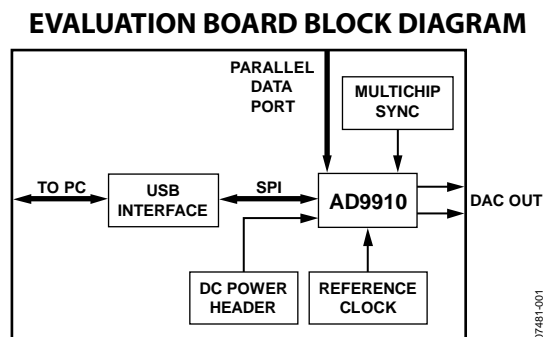 EVALUATION BOARD BLOCK DIAGRAM
PARALLEL
DATA
PORT
MULTICHIP
SYNC
TO PC
USB
INTERFACE
SPI
AD9910
DAC OUT
DC POWER
HEADER
REFERENCE
CLOCK
07481-001